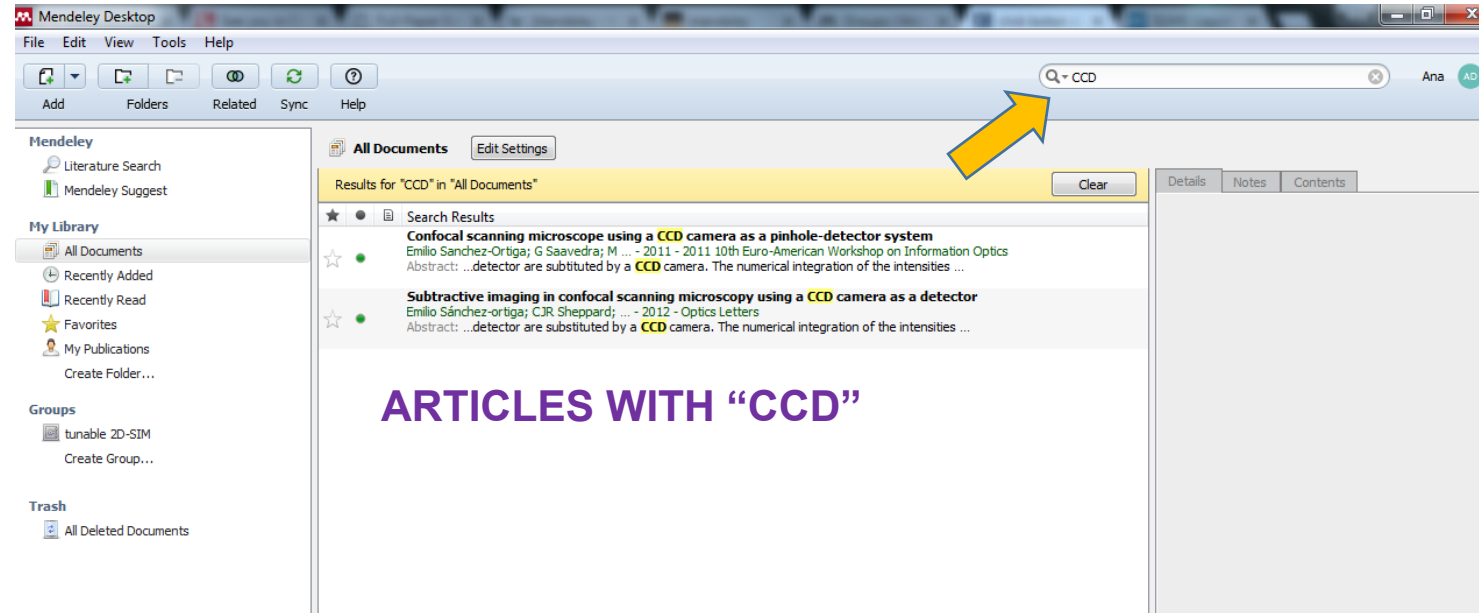 Mendeley Desktop
File Edit View Tools Help
CCD
Ana AD
Add Folders Related Sync Help
Mendeley
Literature Search
Mendeley Suggest
My Library
All Documents
Recently Added
Recently Read
Favorites
My Publications
Create Folder...
Groups
tunable 2D-SIM
Create Group...
Trash
All Deleted Documents
All Documents Edit Settings
Results for "CCD" in "All Documents" Clear
Search Results
Confocal scanning microscope using a CCD camera as a pinhole-detector system
Emilio Sanchez-Ortiga; G Saavedra; M ... - 2011 - 2011 10th Euro-American Workshop on Information Optics
Abstract: ...detector are subtituted by a CCD camera. The numerical integration of the intensities ...
Subtractive imaging in confocal scanning microscopy using a CCD camera as a detector
Emilio Sánchez-ortiga; CJR Sheppard; ... - 2012 - Optics Letters
Abstract: ...detector are substituted by a CCD camera. The numerical integration of the intensities ...
ARTICLES WITH “CCD”
Details Notes Contents